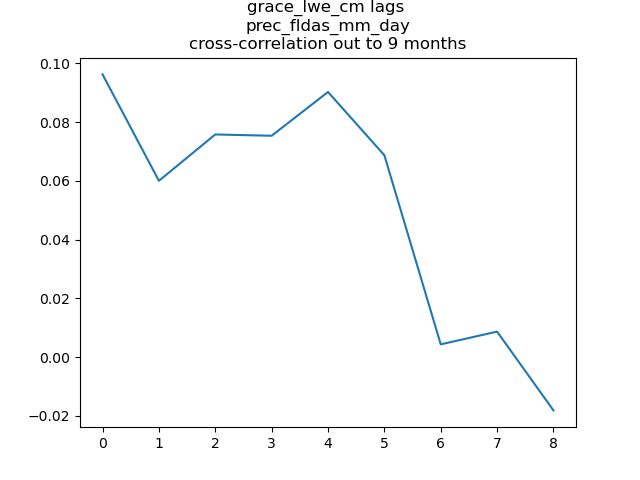 grace_lwe_cm lags
prec_fldas_mm_day
cross-correlation out to 9 months
0.10
0.08
0.06
0.04
0.02
0.00
−0.02
0 1 2 3 4 5 6 7 8